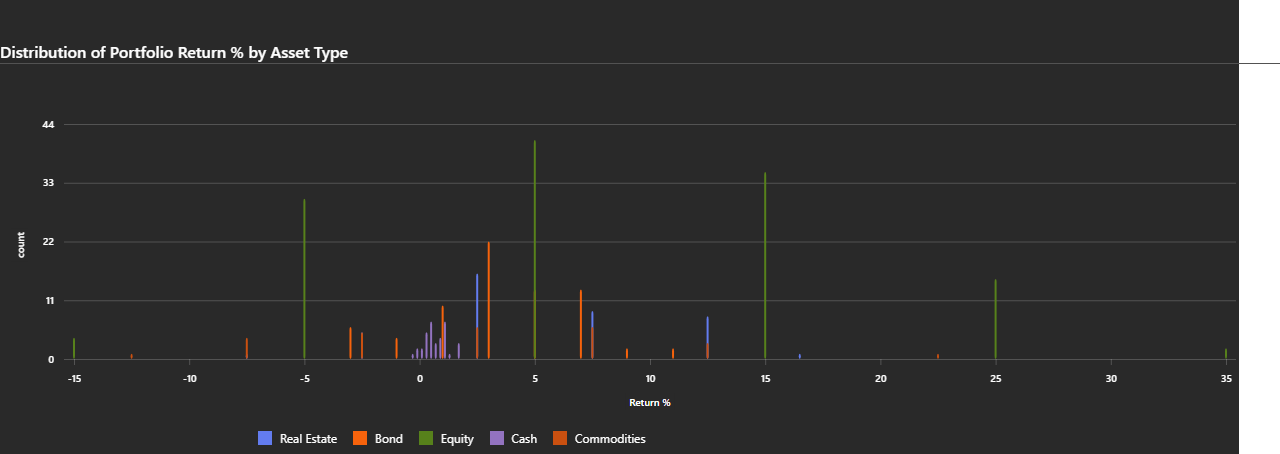 Distribution of Portfolio Return % by Asset Type
44
33
22
11
0
count
-15 -10 -5 0 5 10 15 20 25 30 35
Return %
Real Estate Bond Equity Cash Commodities